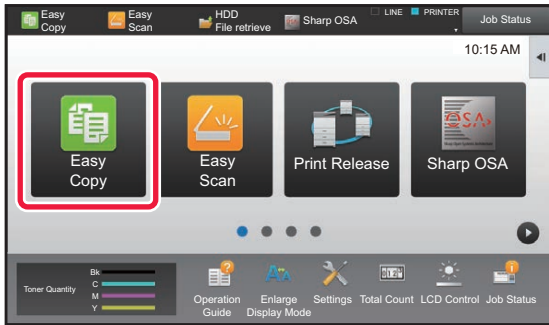 Easy
Copy
Easy
Scan
HDD
File retrieve
Sharp OSA
LINE
PRINTER
Job Status
10:15 AM
Easy
Copy
Easy
Scan
Print Release
OSA
Sharp OSA
Toner Quantity
Bk
C
M
Y
Operation
Guide
Enlarge
Display Mode
Settings
Total Count
LCD Control
Job Status